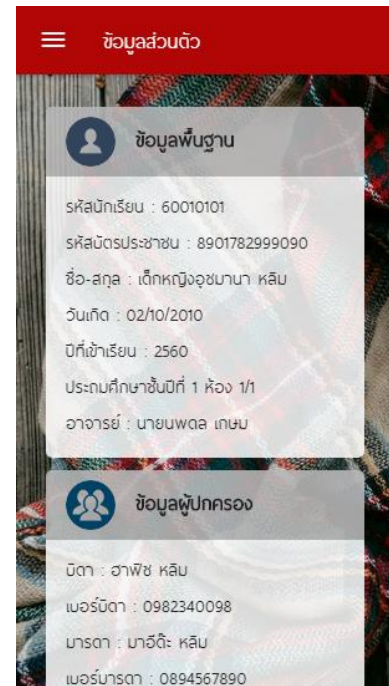 ข้อมูลส่วนตัว
ข้อมูลพื้นฐาน
รหัสนักเรียน : 60010101
รหัสบัตรประชาชน : 8901782999090
ชื่อ-สกุล : เด็กหญิงอุชมานา หลิม
วันเกิด : 02/10/2010
ปีที่เข้าเรียน : 2560
ประถมศึกษาชั้นปีที่ 1 ห้อง 1/1
อาจารย์ : นายนพดล เกษม
ข้อมูลผู้ปกครอง
บิดา : ฮาฟิซ หลิม
เบอร์บิดา : 0982340098
มารดา : มาอีด๊ะ หลิม
เบอร์มารดา : 0894567890